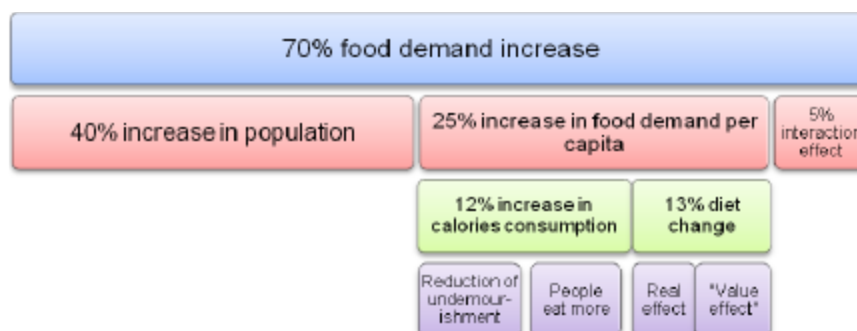 70% food demand increase
40% increase in population
25% increase in food demand per
capita
5%
interaction
effect
12% increase in
calories consumption
13% diet
change
Reduction of
undernour-
ishment
People
eat more
Real
effect
"Value
effect"